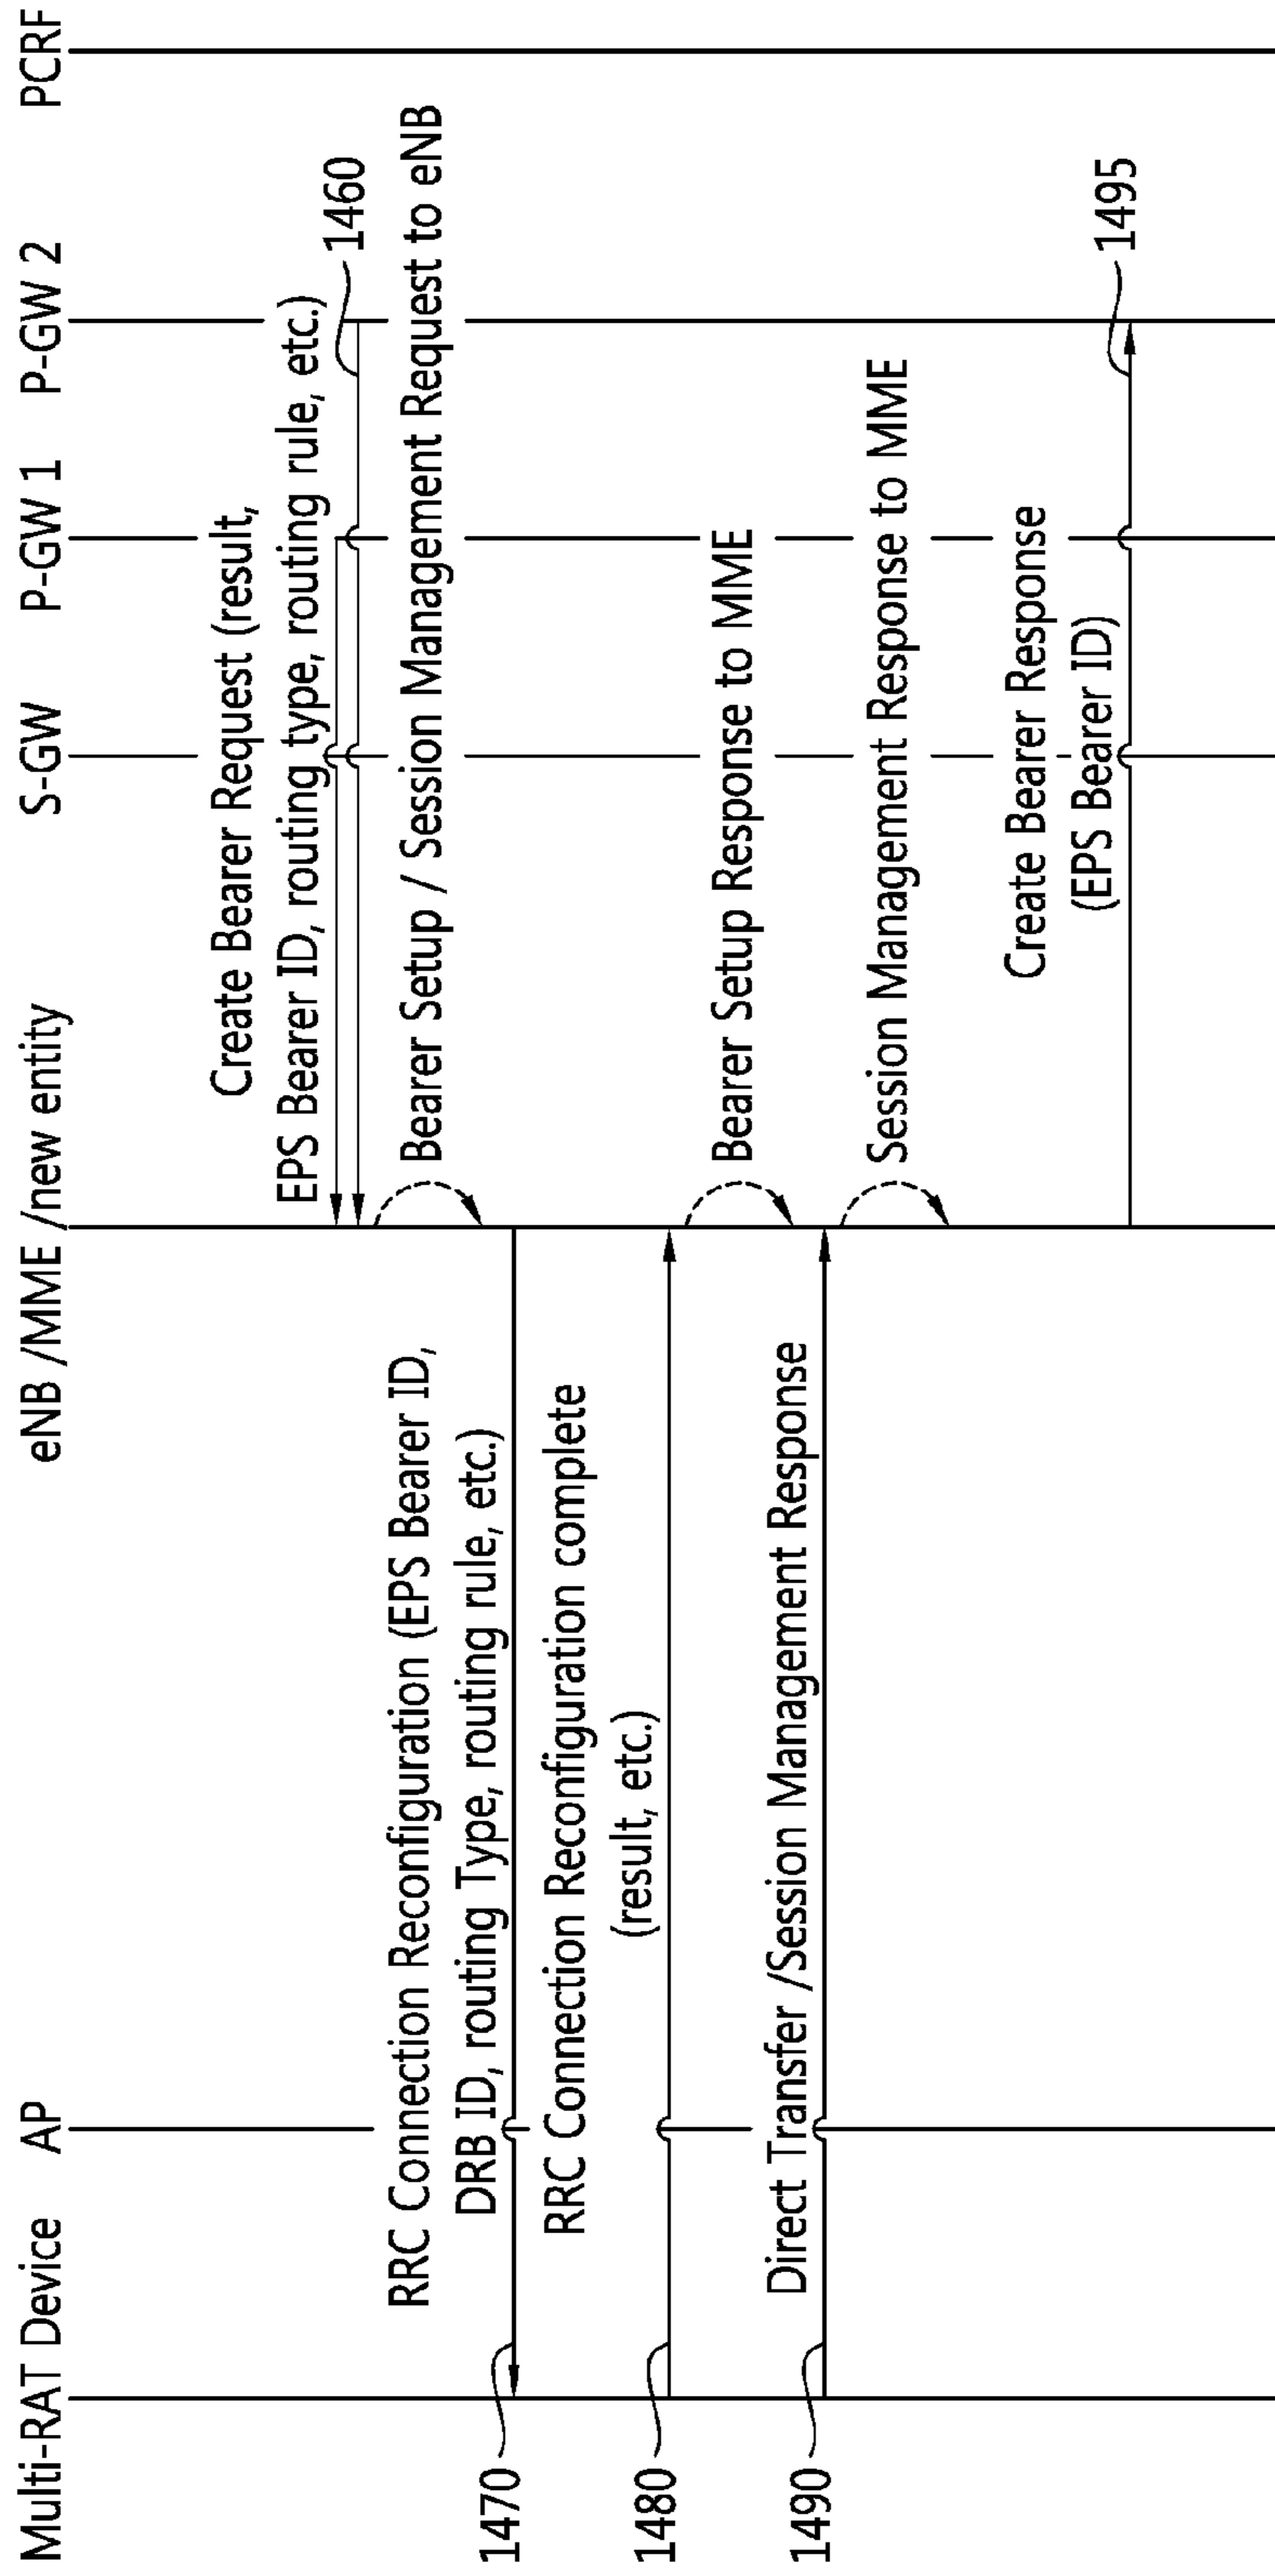 Multi-RAT Device
AP
eNB /MME /new entity
S-GW
P-GW 1
P-GW 2
PCRF
Create Bearer Request (result,
EPS Bearer ID, routing type, routing rule, etc.)
1460
Bearer Setup / Session Management Request to eNB
RRC Connection Reconfiguration (EPS Bearer ID,
DRB ID, routing Type, routing rule, etc.)
1470
RRC Connection Reconfiguration complete
(result, etc.)
1480
Bearer Setup Response to MME
Direct Transfer /Session Management Response
1490
Session Management Response to MME
Create Bearer Response
(EPS Bearer ID)
1495